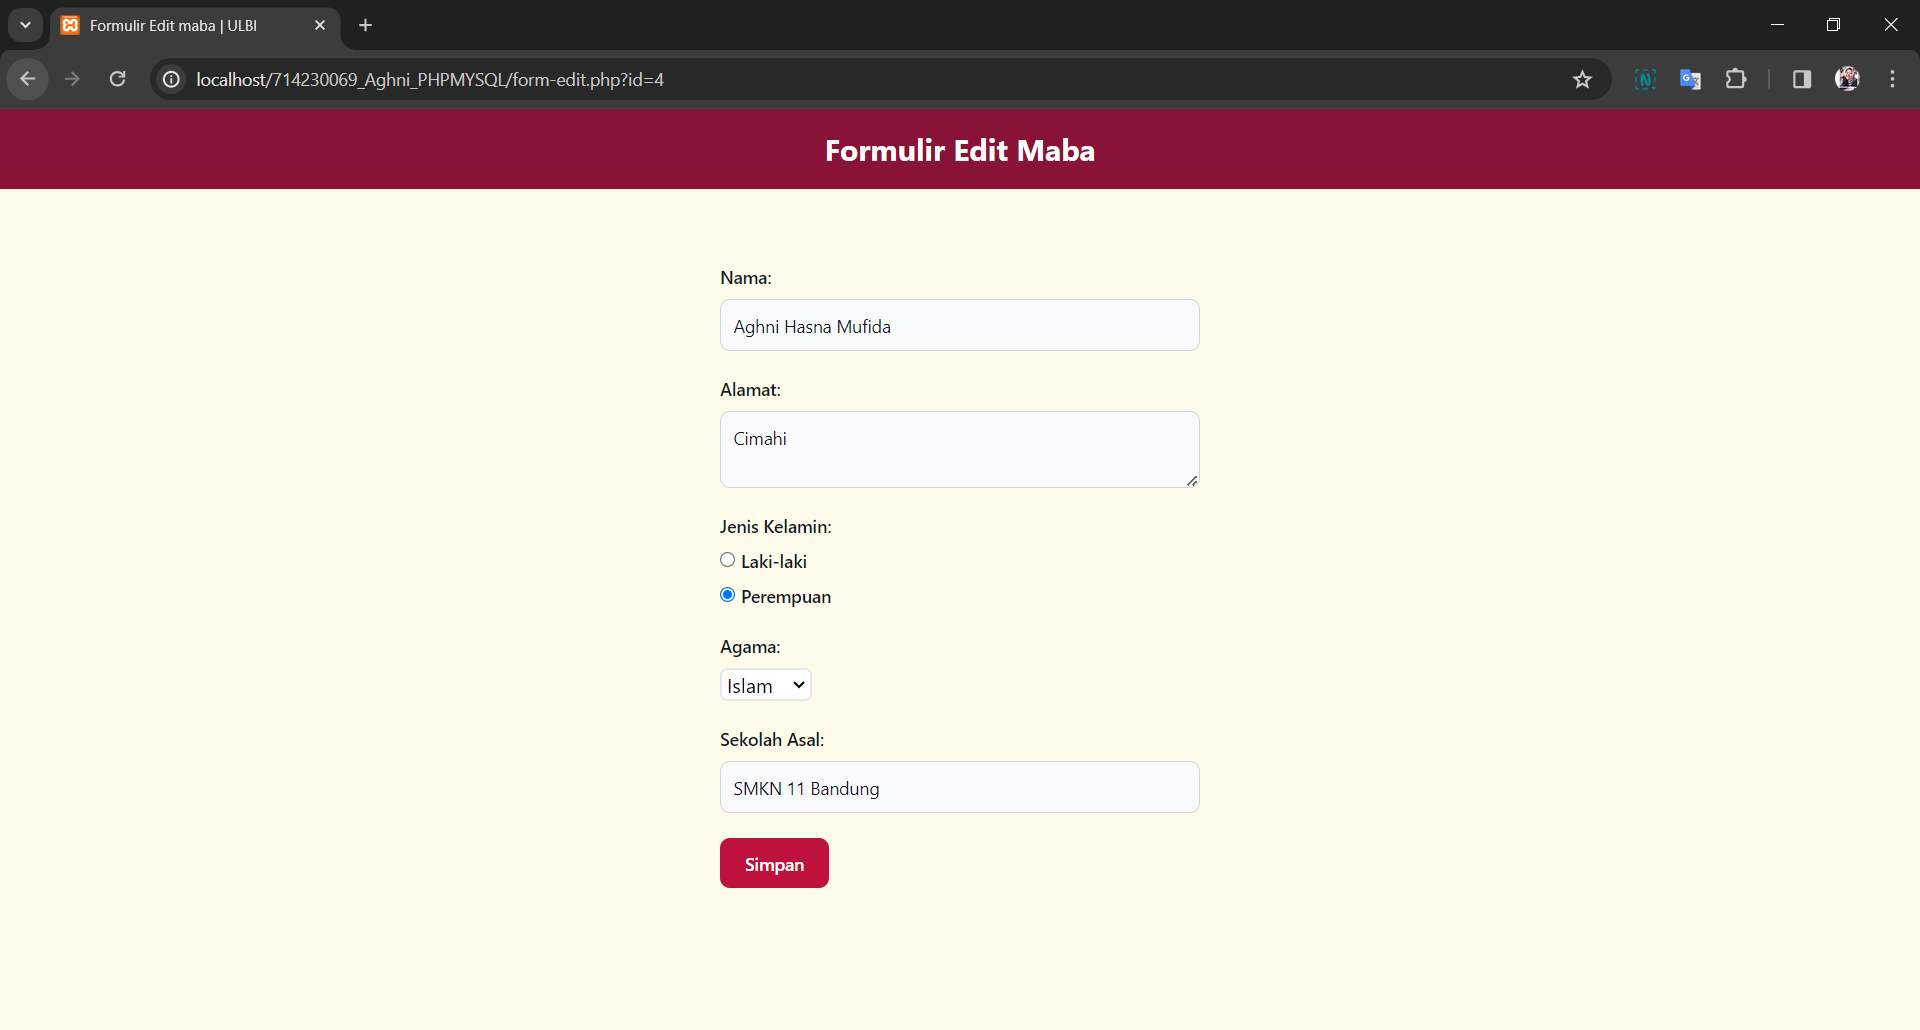 Formulir Edit maba | ULBI
localhost/714230069_Aghni_PHPMYSQL/form-edit.php?id=4
Formulir Edit Maba
Nama:
Aghni Hasna Mufida
Alamat:
Cimahi
Jenis Kelamin:
Laki-laki
Perempuan
Agama:
Islam
Sekolah Asal:
SMKN 11 Bandung
Simpan